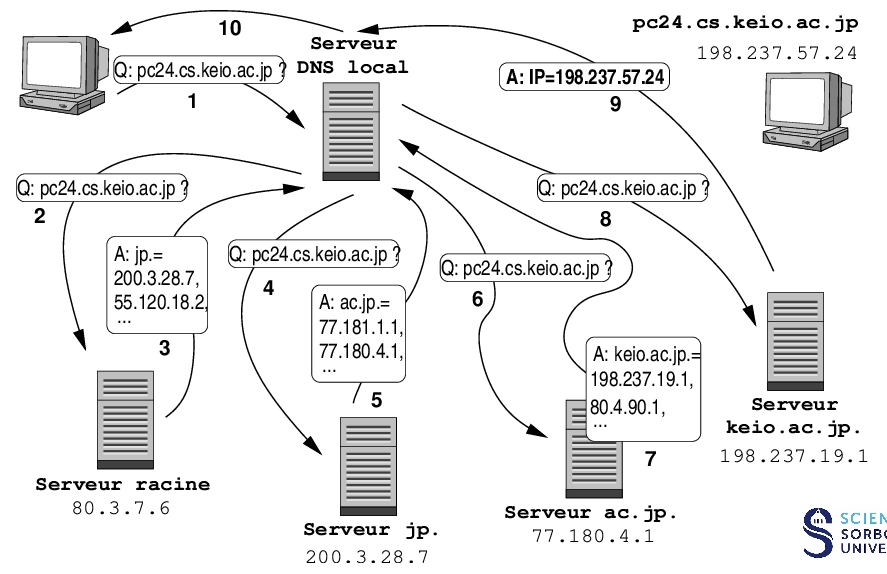 10
Serveur
DNS local
pc24.cs.keio.ac.jp
198.237.57.24
Q: pc24.cs.keio.ac.jp ?
1
A: IP=198.237.57.24
9
Q: pc24.cs.keio.ac.jp ?
2
Q: pc24.cs.keio.ac.jp ?
8
A: jp.=
200.3.28.7,
55.120.18.2,
...
3
Q: pc24.cs.keio.ac.jp ?
4
Q: pc24.cs.keio.ac.jp ?
6
A: ac.jp.=
77.181.1.1,
77.180.4.1,
...
5
A: keio.ac.jp.=
198.237.19.1,
80.4.90.1,
...
7
Serveur
keio.ac.jp.
198.237.19.1
Serveur racine
80.3.7.6
Serveur jp.
200.3.28.7
Serveur ac.jp.
77.180.4.1
SCIEN
SORBO
UNIVE